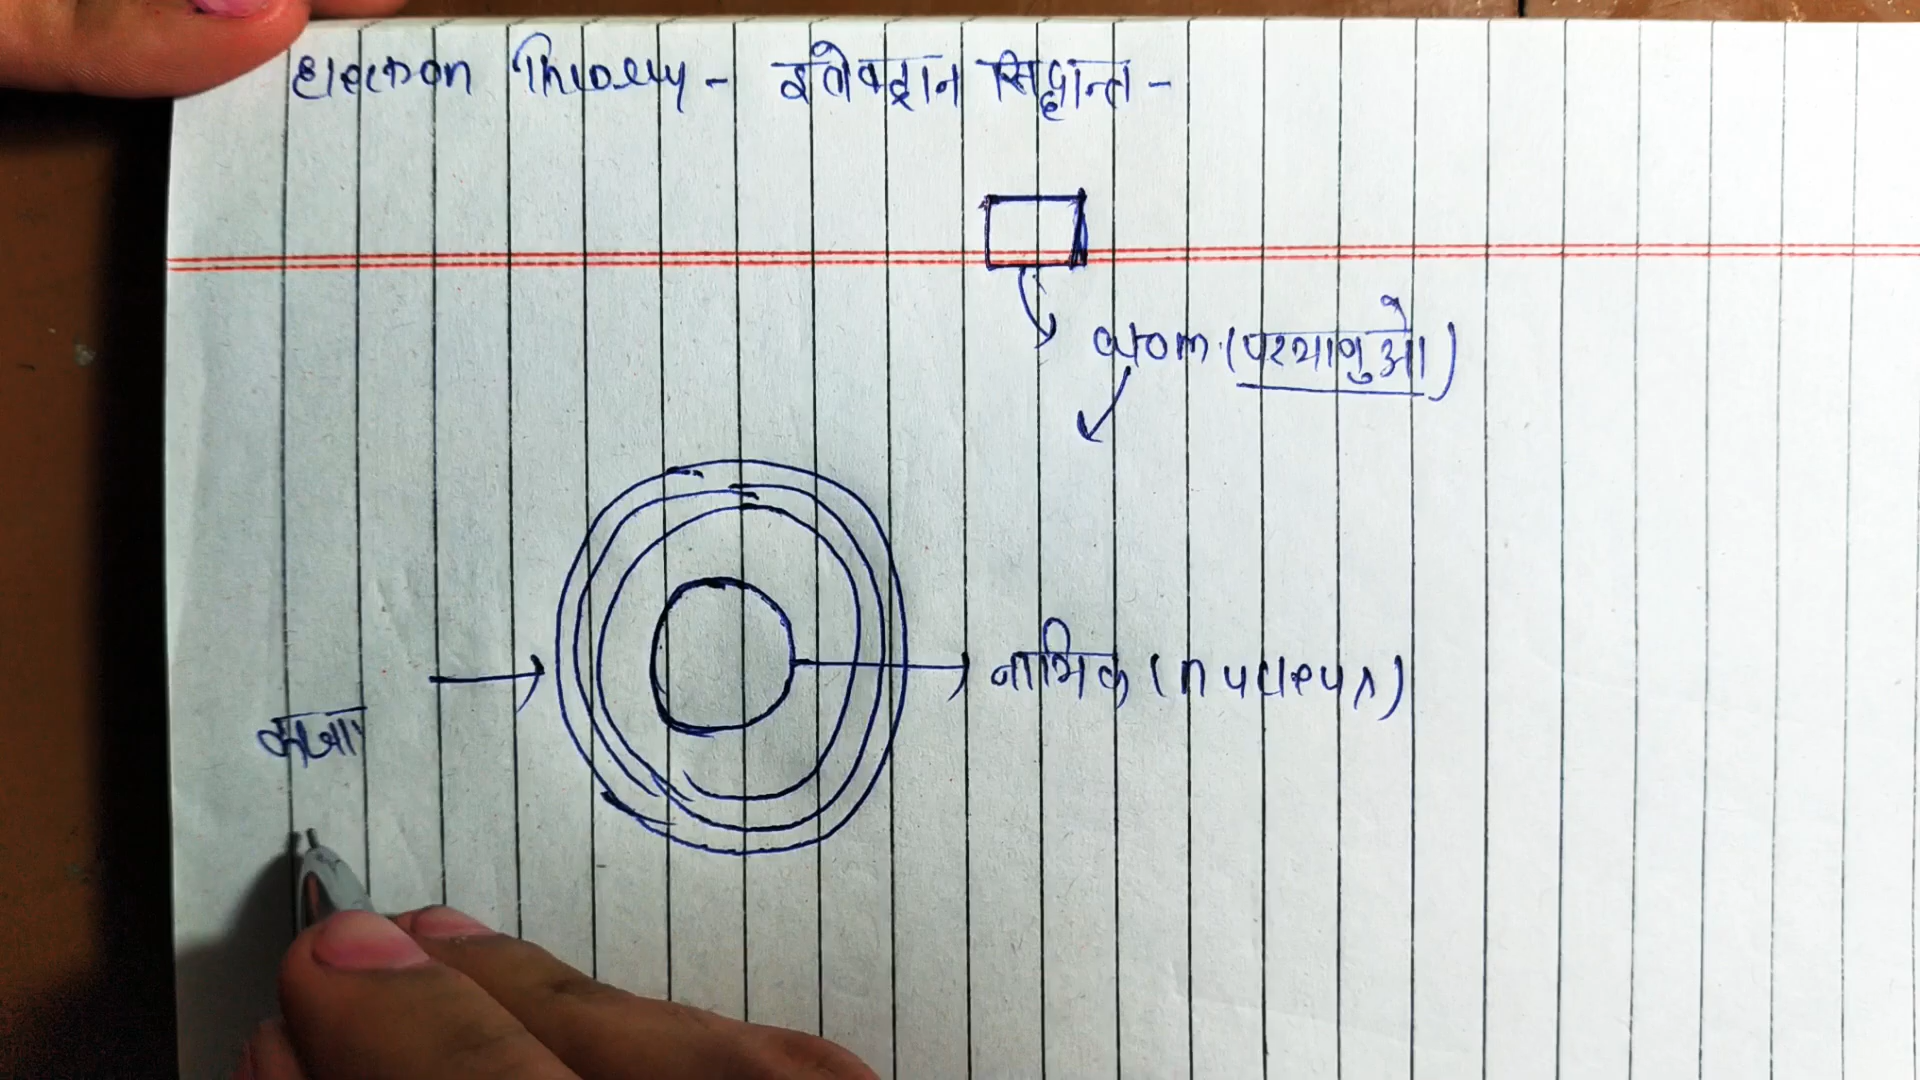 Electron Theory - इलेक्ट्रान सिद्धान्त -
atom (परमाणुओ)
नाभिक (nucleus)
कक्षा